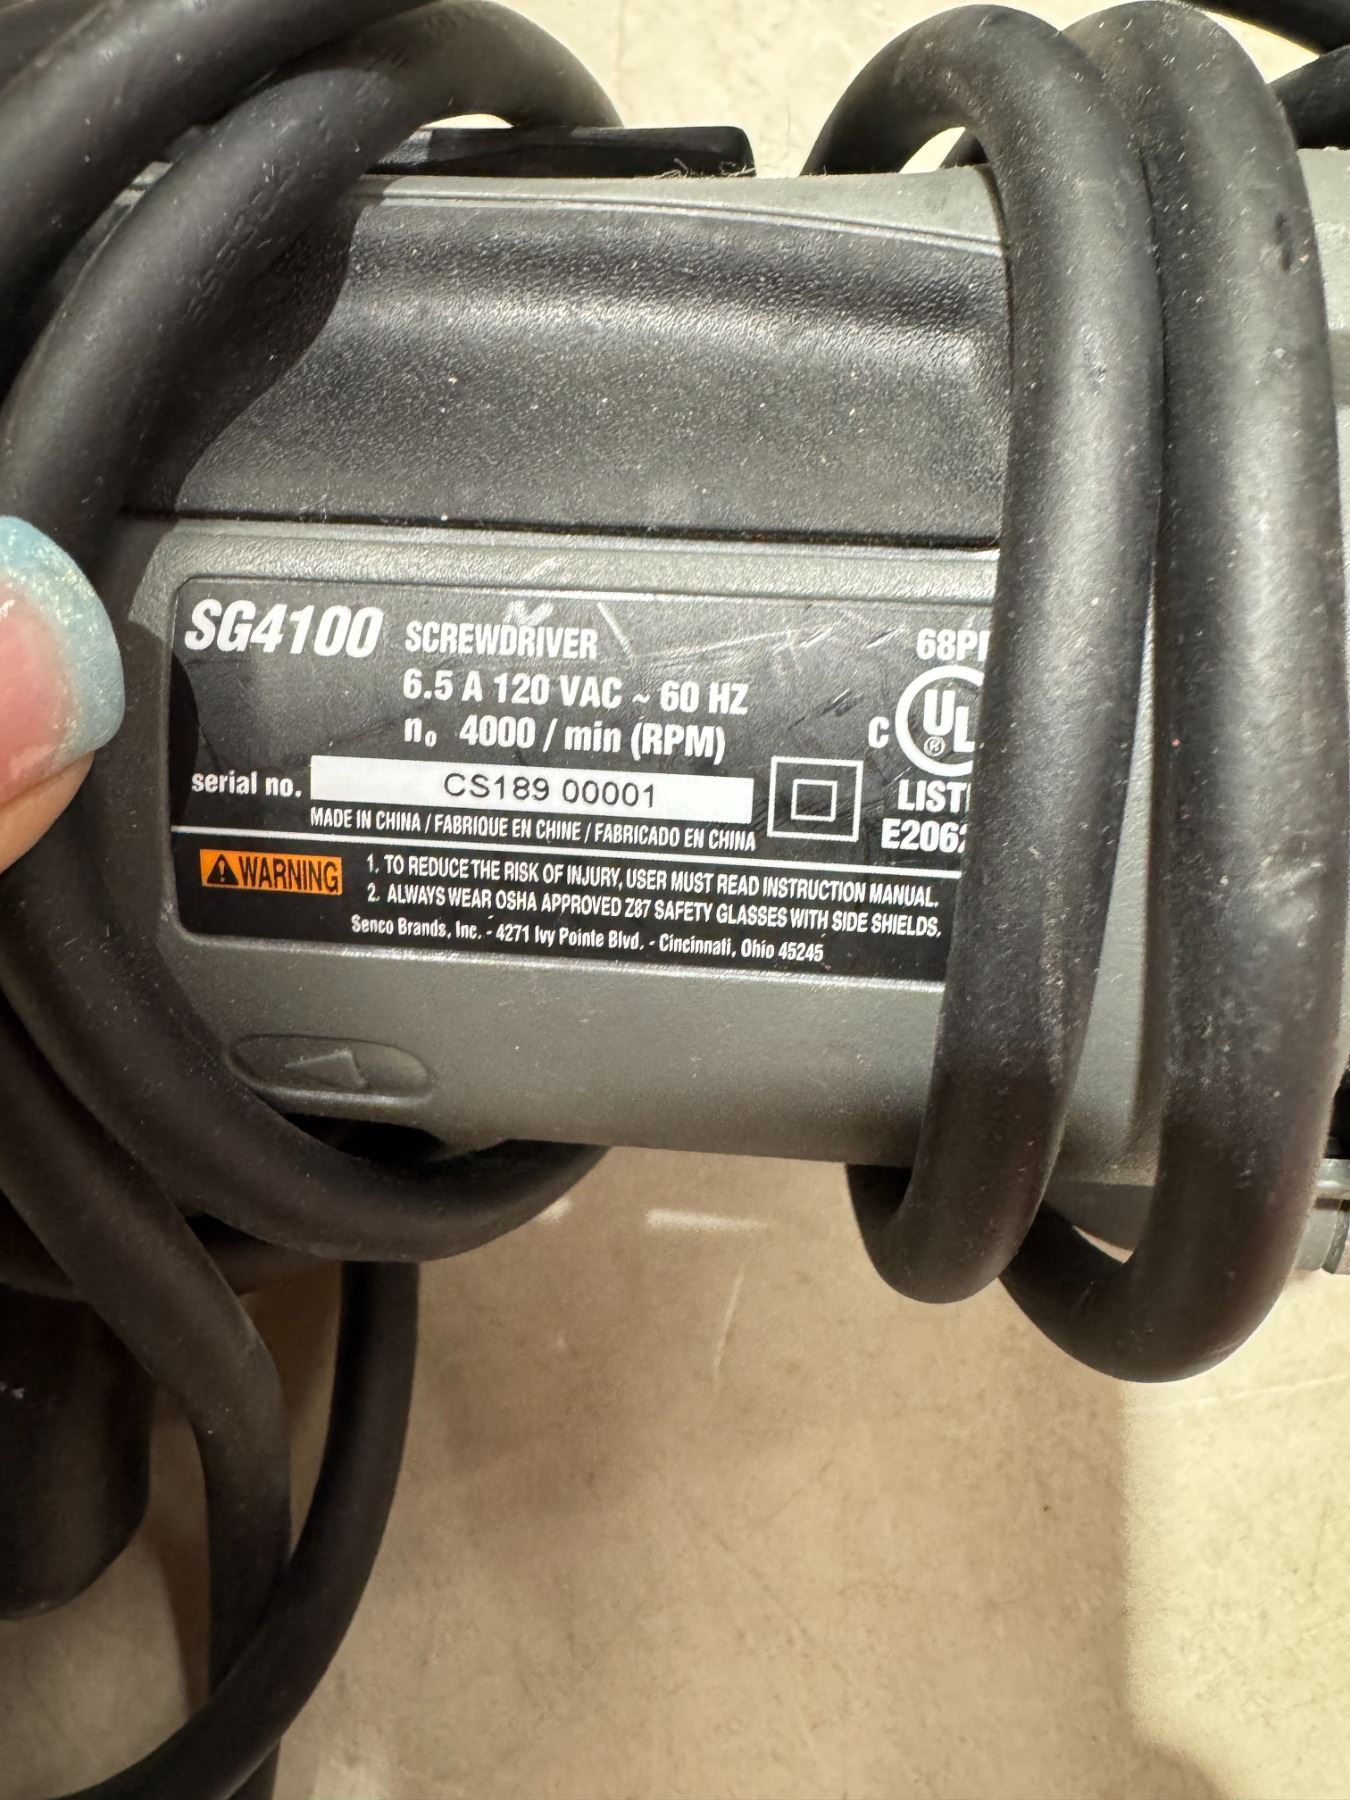 SG4100 SCREWDRIVER
6.5 A 120 VAC ~ 60 HZ
n₀ 4000 / min (RPM)
serial no. CS189 00001
MADE IN CHINA / FABRIQUE EN CHINE / FABRICADO EN CHINA
C UL ®
WARNING
1. TO REDUCE THE RISK OF INJURY, USER MUST READ INSTRUCTION MANUAL.
2. ALWAYS WEAR OSHA APPROVED Z87 SAFETY GLASSES WITH SIDE SHIELDS.
Senco Brands, Inc. - 4271 Ivy Pointe Blvd. - Cincinnati, Ohio 45245